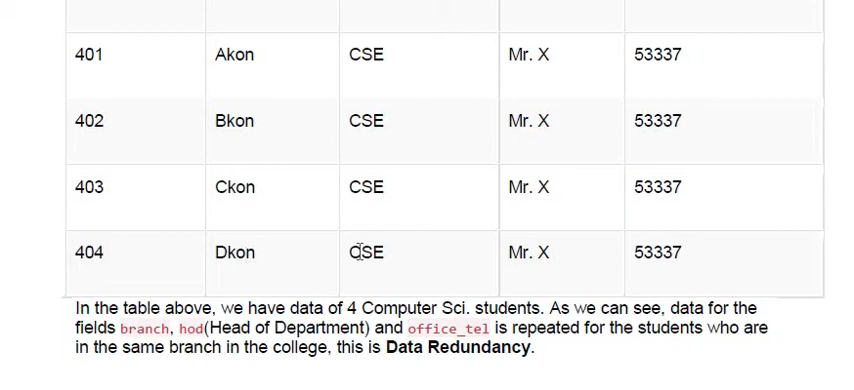 401 Akon CSE Mr. X 53337
402 Bkon CSE Mr. X 53337
403 Ckon CSE Mr. X 53337
404 Dkon CSE Mr. X 53337
In the table above, we have data of 4 Computer Sci. students. As we can see, data for the
fields branch, hod(Head of Department) and office_tel is repeated for the students who are
in the same branch in the college, this is Data Redundancy.